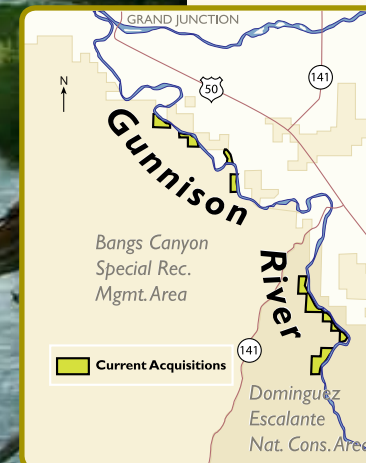 GRAND JUNCTION
N
50
141
Gunnison
River
Bangs Canyon
Special Rec.
Mgmt. Area
Current Acquisitions
141
Dominguez
Escalante
Nat. Cons. Area